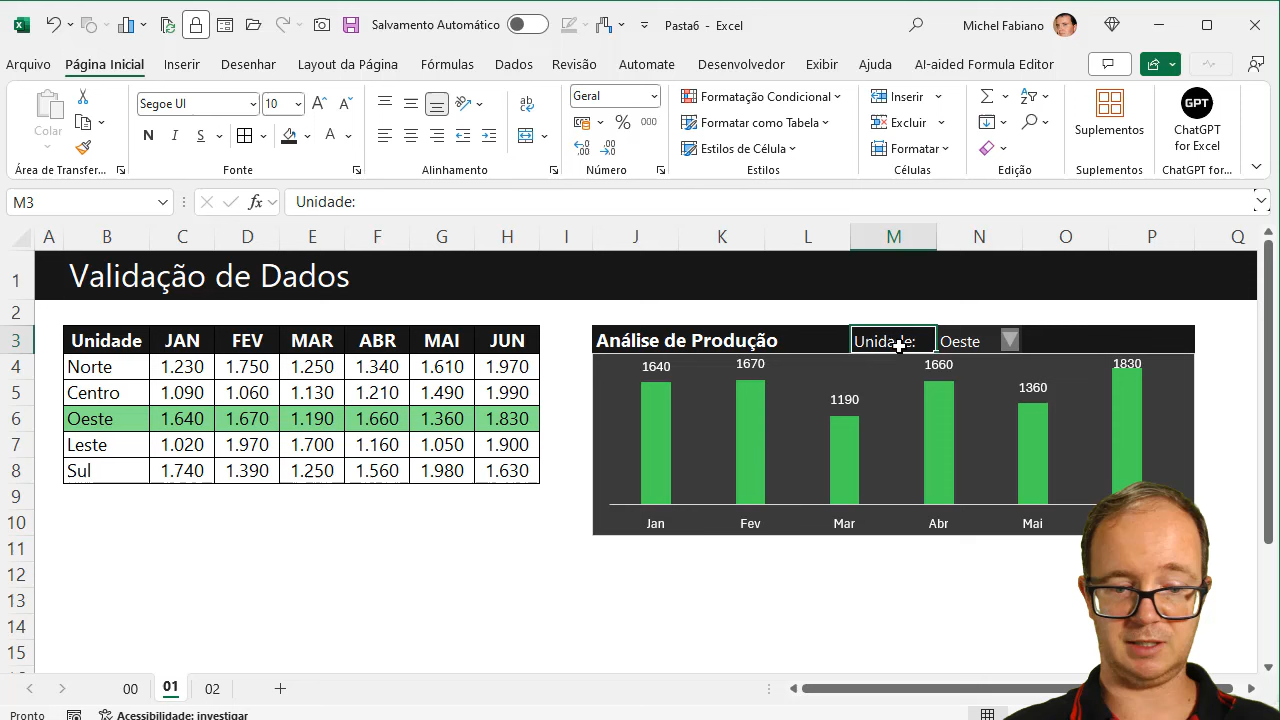 Salvamento Automático
Pasta6 - Excel
Michel Fabiano
Arquivo Página Inicial Inserir Desenhar Layout da Página Fórmulas Dados Revisão Automate Desenvolvedor Exibir Ajuda AI-aided Formula Editor
Colar
Área de Transfer...
Segoe UI 10
N I S A
Fonte
ab
Alinhamento
Geral
% 000
Número
Formatação Condicional
Formatar como Tabela
Estilos de Célula
Estilos
Inserir
Excluir
Formatar
Células
Edição
Suplementos
Suplementos
GPT
ChatGPT
for Excel
ChatGPT for...
M3 fx Unidade:
A B C D E F G H I J K L M N O P Q
1 Validação de Dados
2
3 Unidade JAN FEV MAR ABR MAI JUN Análise de Produção Unidade: Oeste
4 Norte 1.230 1.750 1.250 1.340 1.610 1.970
5 Centro 1.090 1.060 1.130 1.210 1.490 1.990
6 Oeste 1.640 1.670 1.190 1.660 1.360 1.830
7 Leste 1.020 1.970 1.700 1.160 1.050 1.900
8 Sul 1.740 1.390 1.250 1.560 1.980 1.630
1640 1670 1190 1660 1360 1830
Jan Fev Mar Abr Mai
9
10
11
12
13
14
15
00 01 02
Pronto Acessibilidade: investigar